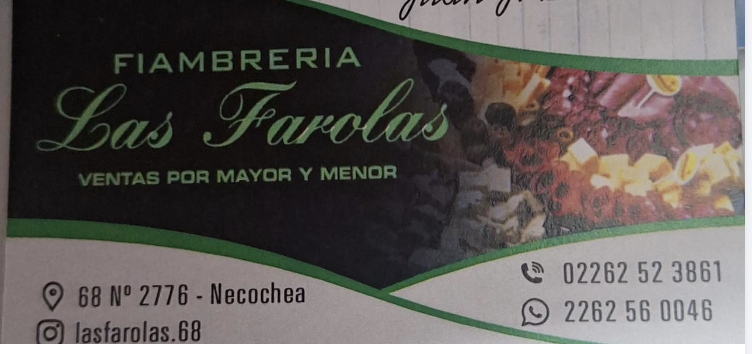 FIAMBRERIA
Las Farolas
VENTAS POR MAYOR Y MENOR
68 Nº 2776 - Necochea
lasfarolas.68
02262 52 3861
2262 56 0046